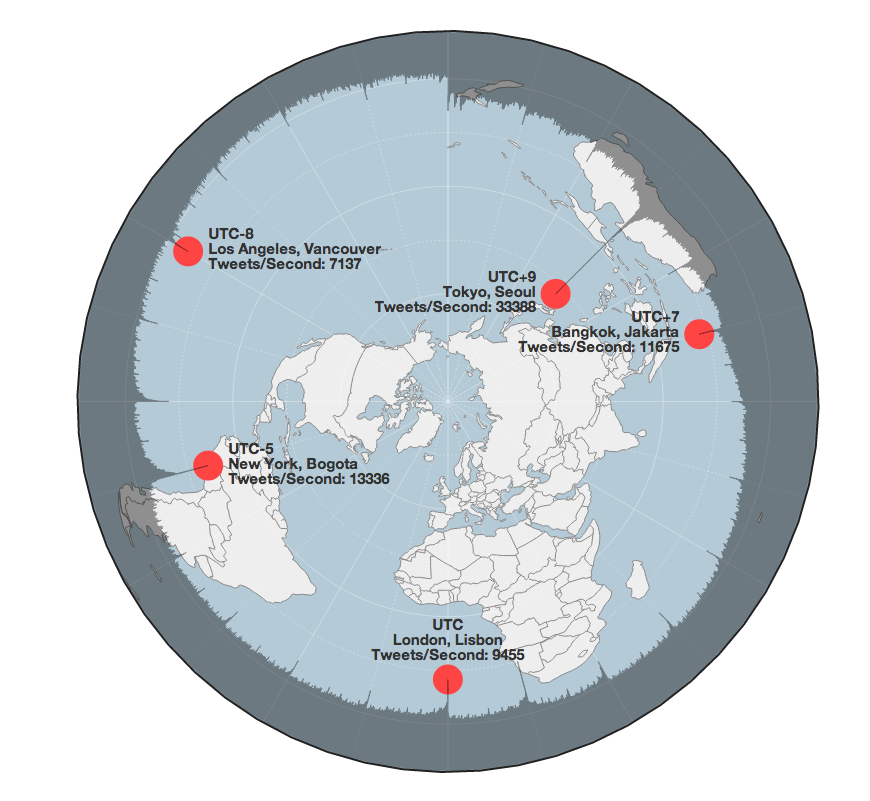 UTC-8
Los Angeles, Vancouver
Tweets/Second: 7137
UTC+9
Tokyo, Seoul
Tweets/Second: 33388
UTC+7
Bangkok, Jakarta
Tweets/Second: 11675
UTC-5
New York, Bogota
Tweets/Second: 13336
UTC
London, Lisbon
Tweets/Second: 9455